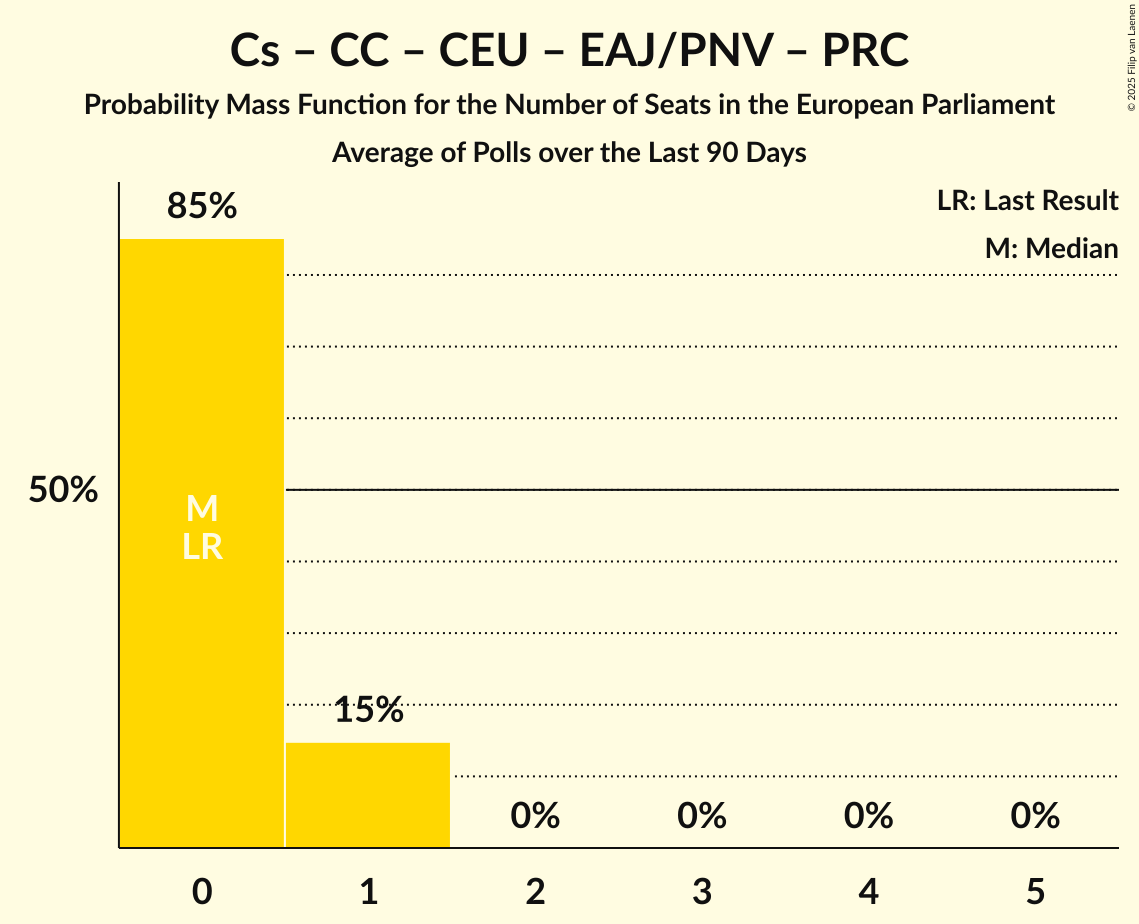 Cs – CC – CEU – EAJ/PNV – PRC
Probability Mass Function for the Number of Seats in the European Parliament
Average of Polls over the Last 90 Days
© 2025 Filip van Laenen
LR: Last Result
M: Median
85%
50%
M
LR
15%
0%
0%
0%
0%
0
1
2
3
4
5